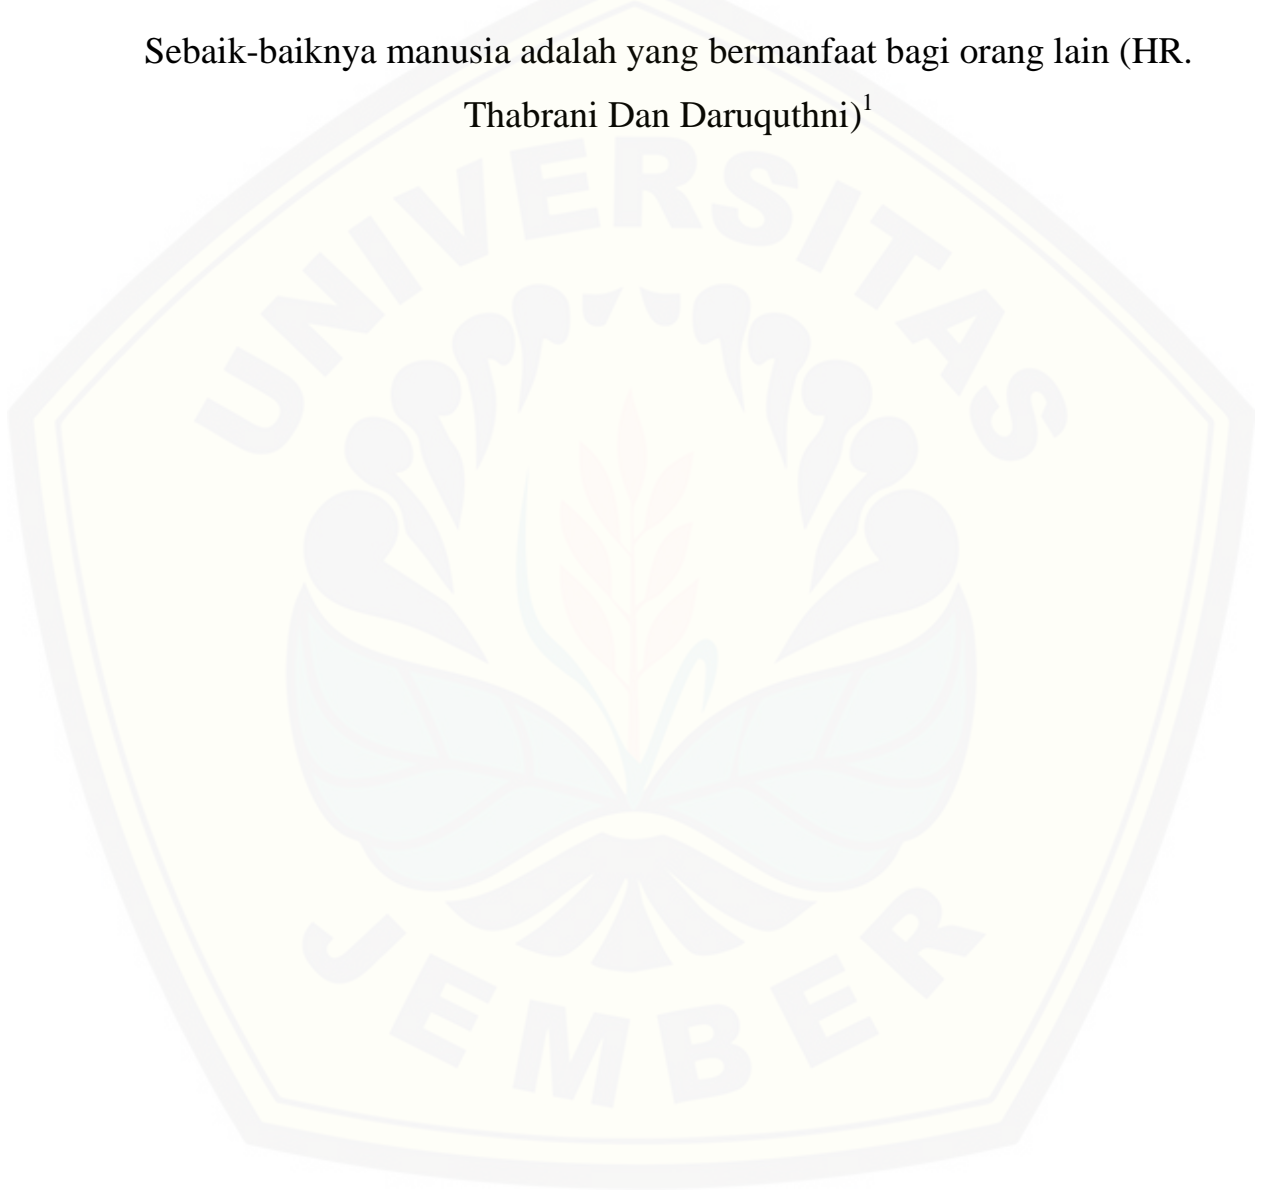 Sebaik-baiknya manusia adalah yang bermanfaat bagi orang lain (HR.
Thabrani Dan Daruquthni)¹
UNIVERSITAS
JEMBER